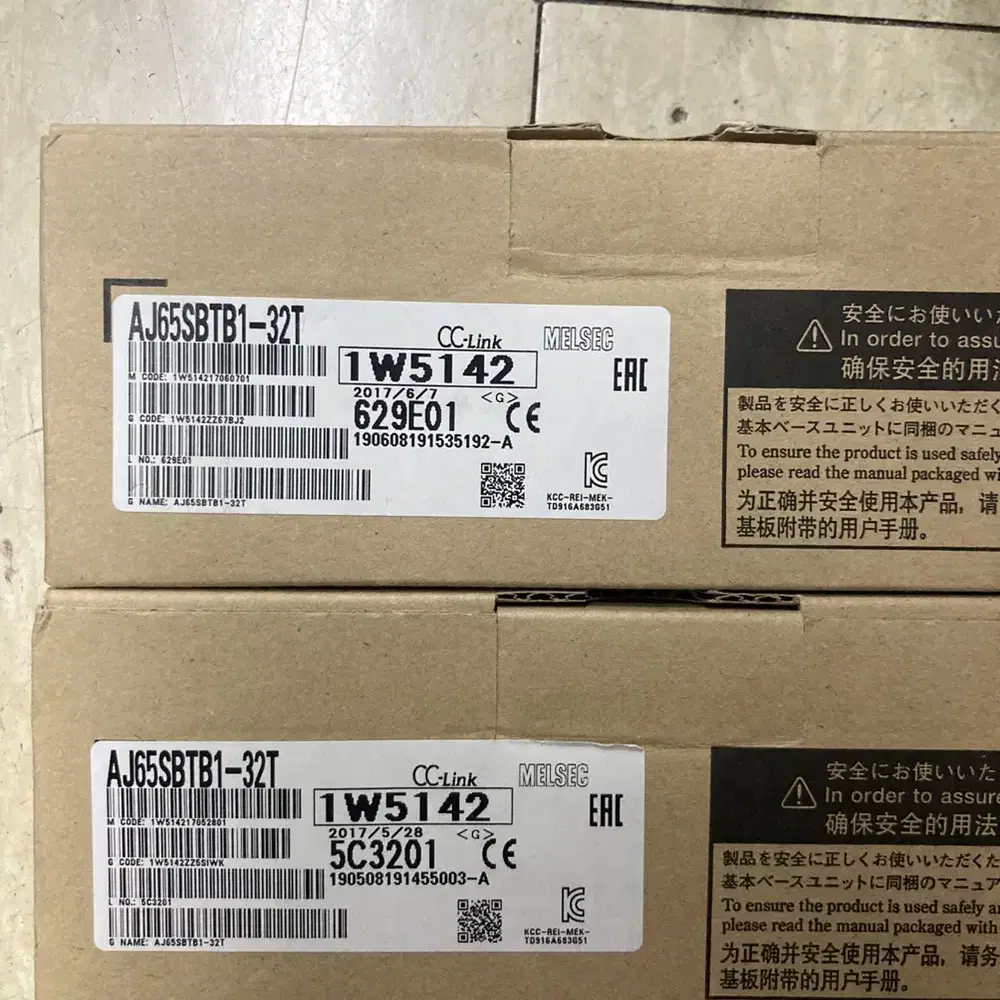 AJ65SBTB1-32T
CC-Link MELSEC
1W5142
EAC
M CODE: 1W514217060701
2017/6/7 <G>
629E01 CE
G CODE: 1W5142ZZ67BJ2
190608191535192-A
L NO.: 629E01
G NAME: AJ65SBTB1-32T
KC
KCC-REI-MEK-
TD916A683G51
安全にお使いいた
In order to assu
确保安全的用法
製品を安全に正しくお使いいただく
基本ベースユニットに同梱のマニュ
To ensure the product is used safely
please read the manual packaged wi
为正确并安全使用本产品，请
基板附带的用户手册。
AJ65SBTB1-32T
CC-Link MELSEC
1W5142
EAC
M CODE: 1W514217052801
2017/5/28 <G>
5C3201 CE
G CODE: 1W5142ZZ5SIWK
190508191455003-A
L NO.: 5C3201
G NAME: AJ65SBTB1-32T
KC
KCC-REI-MEK-
TD916A683G51
安全にお使いいた
In order to assure
确保安全的用法
製品を安全に正しくお使いいただくた
基本ベースユニットに同梱のマニュア
To ensure the product is used safely a
please read the manual packaged with
为正确并安全使用本产品，请务
基板附带的用户手册。